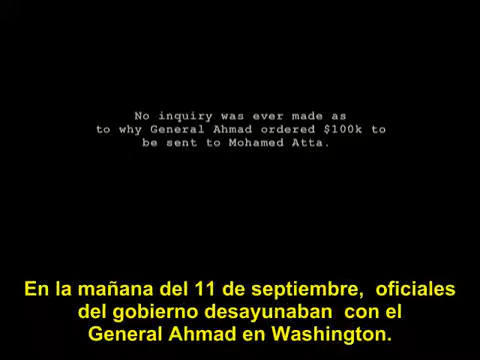 No inquiry was ever made as
to why General Ahmad ordered $100k to
be sent to Mohamed Atta.
En la mañana del 11 de septiembre, oficiales
del gobierno desayunaban con el
General Ahmad en Washington.